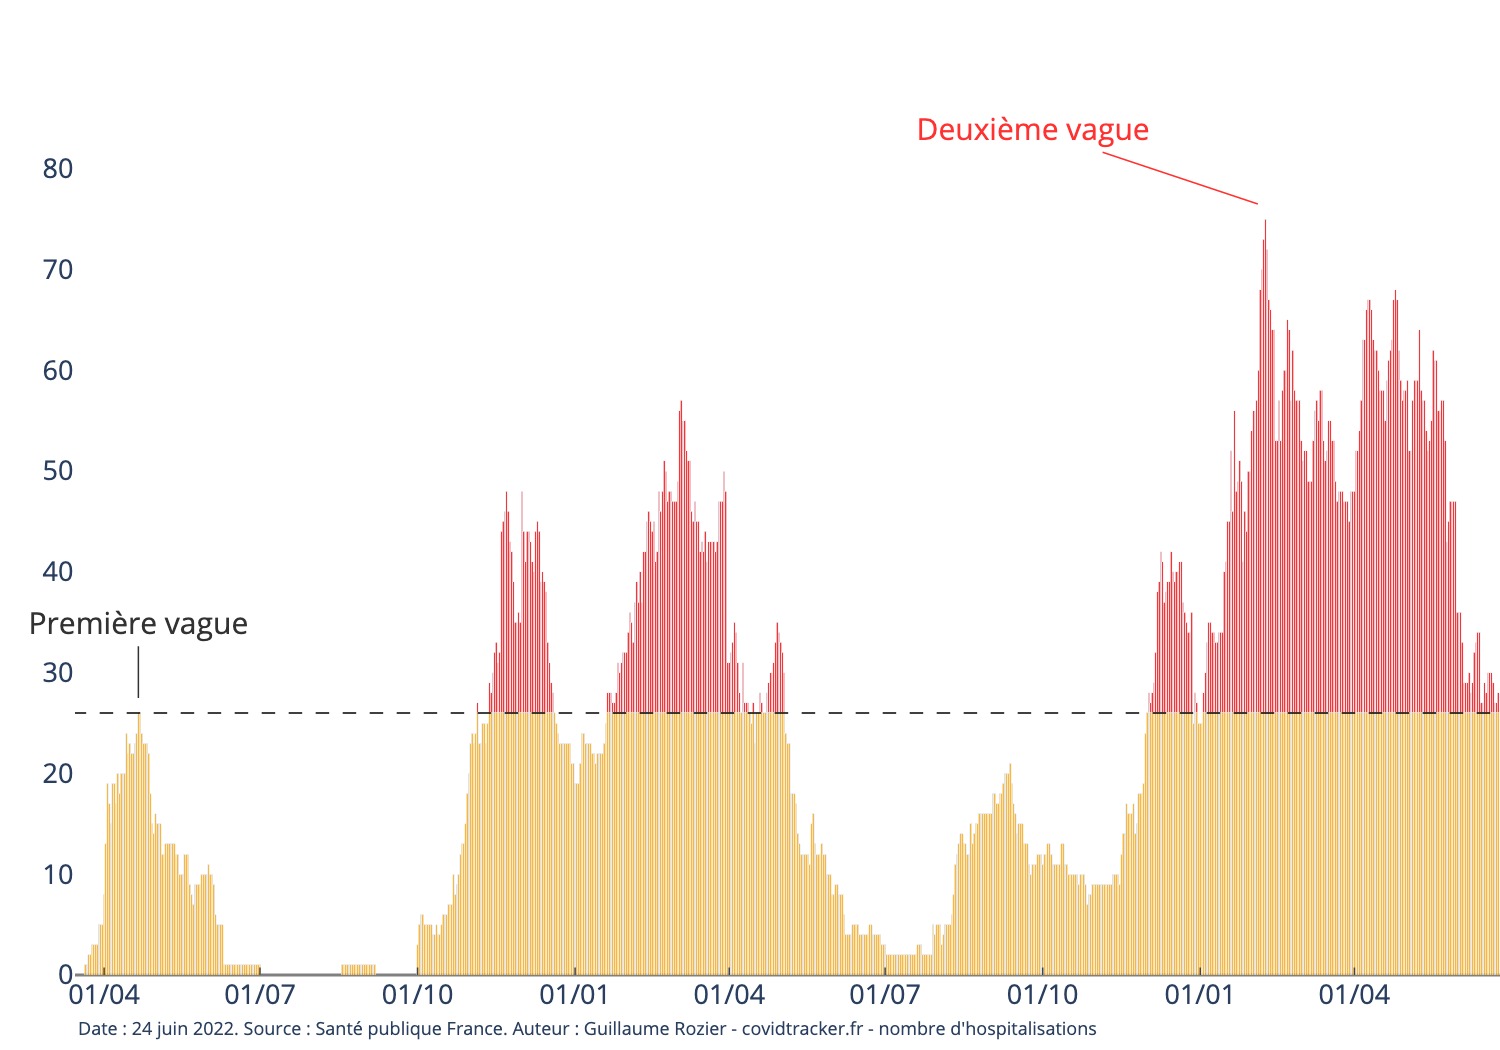 Deuxième vague
80
70
60
50
40
Première vague
30
20
10
0
01/04 01/07 01/10 01/01 01/04 01/07 01/10 01/01 01/04
Date : 24 juin 2022. Source : Santé publique France. Auteur : Guillaume Rozier - covidtracker.fr - nombre d'hospitalisations